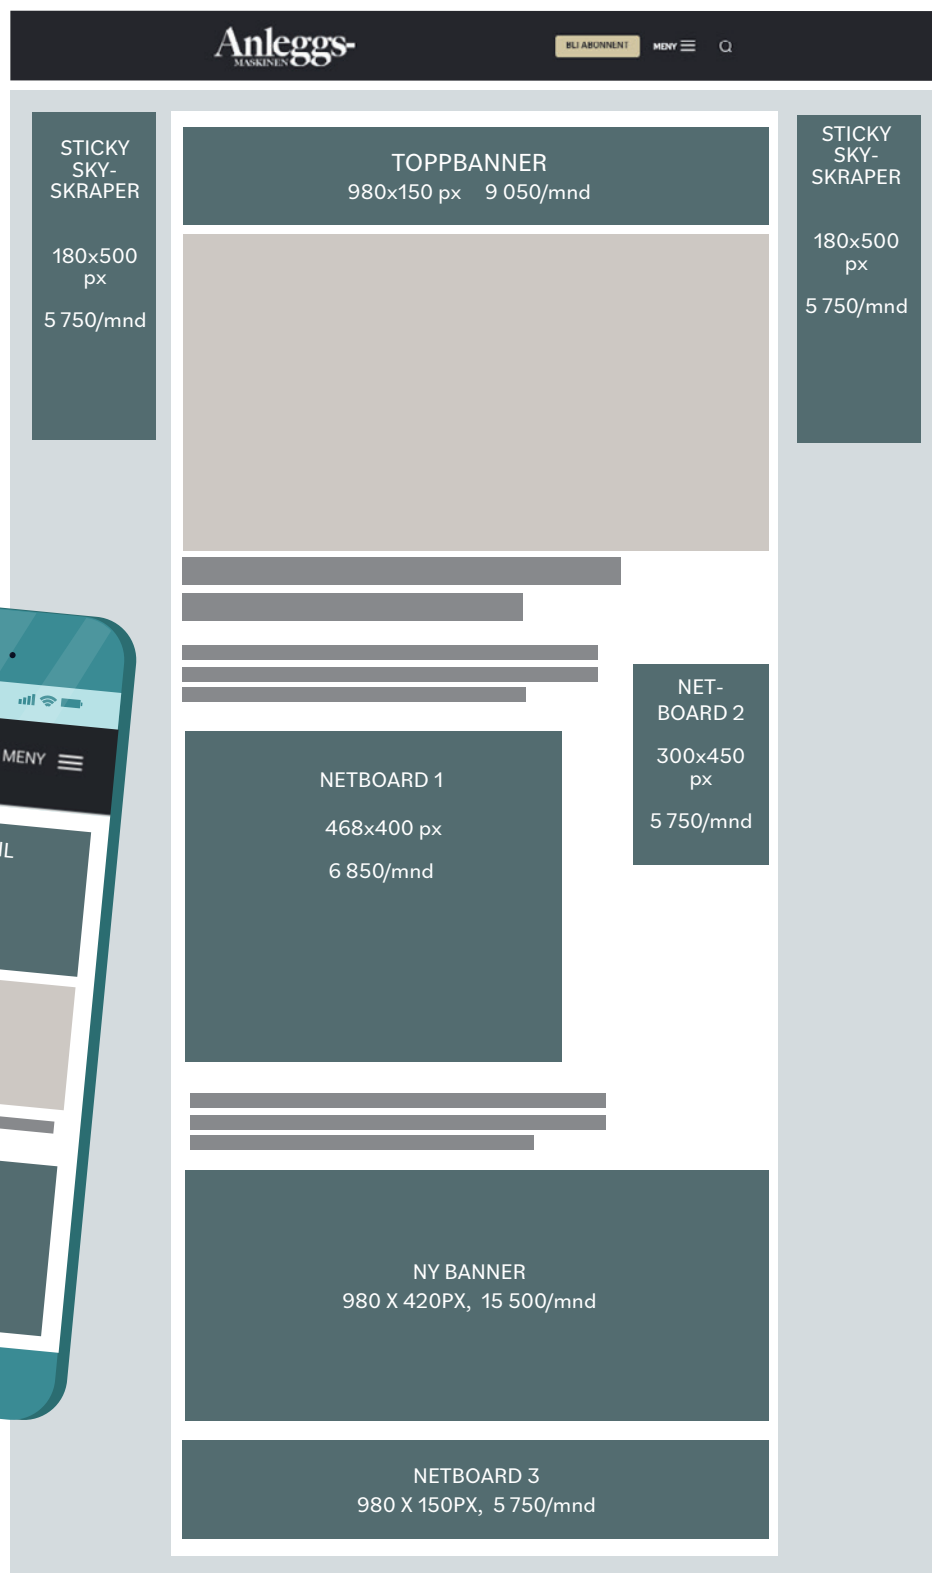 Anleggs-
MASKINEN
BLI ABONNENT
MENY
STICKY
SKY-
SKRAPER
180x500
px
5 750/mnd
TOPPBANNER
980x150 px 9 050/mnd
STICKY
SKY-
SKRAPER
180x500
px
5 750/mnd
MENY
IL
NET-
BOARD 2
300x450
px
5 750/mnd
NETBOARD 1
468x400 px
6 850/mnd
NY BANNER
980 X 420PX, 15 500/mnd
NETBOARD 3
980 X 150PX, 5 750/mnd